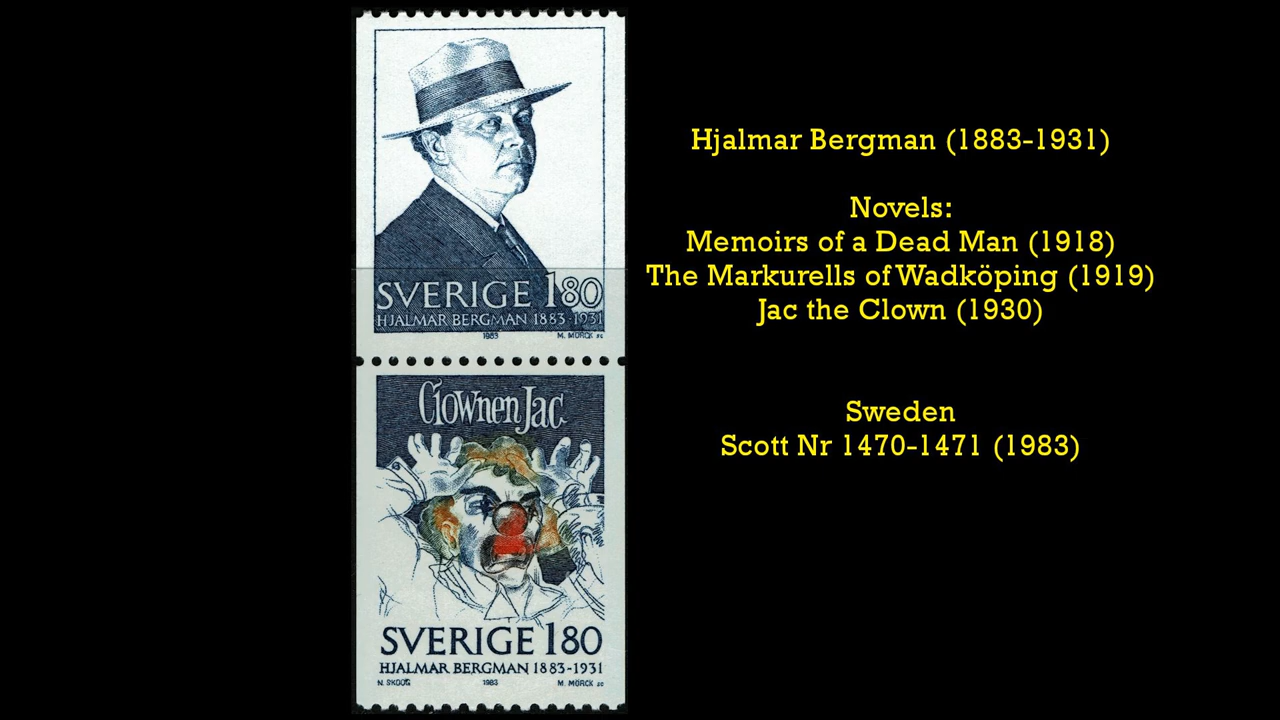 SVERIGE 180
HJALMAR BERGMAN 1883-1931
1983 M. MÖRCK sc
Clownen Jac
SVERIGE 180
HJALMAR BERGMAN 1883-1931
N. SKOOG 1983 M. MÖRCK sc
Hjalmar Bergman (1883-1931)
Novels:
Memoirs of a Dead Man (1918)
The Markurells of Wadköping (1919)
Jac the Clown (1930)
Sweden
Scott Nr 1470-1471 (1983)